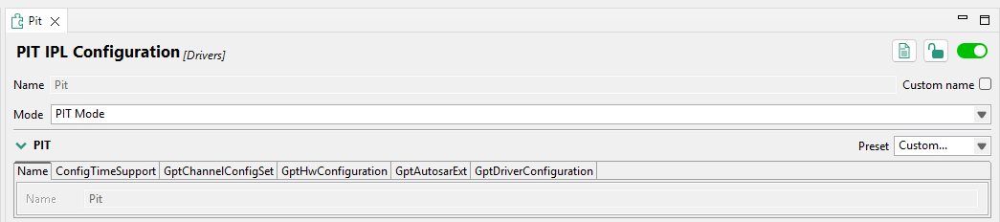 Pit
PIT IPL Configuration [Drivers]
Name Pit Custom name
Mode PIT Mode
PIT Preset Custom...
Name ConfigTimeSupport GptChannelConfigSet GptHwConfiguration GptAutosarExt GptDriverConfiguration
Name Pit